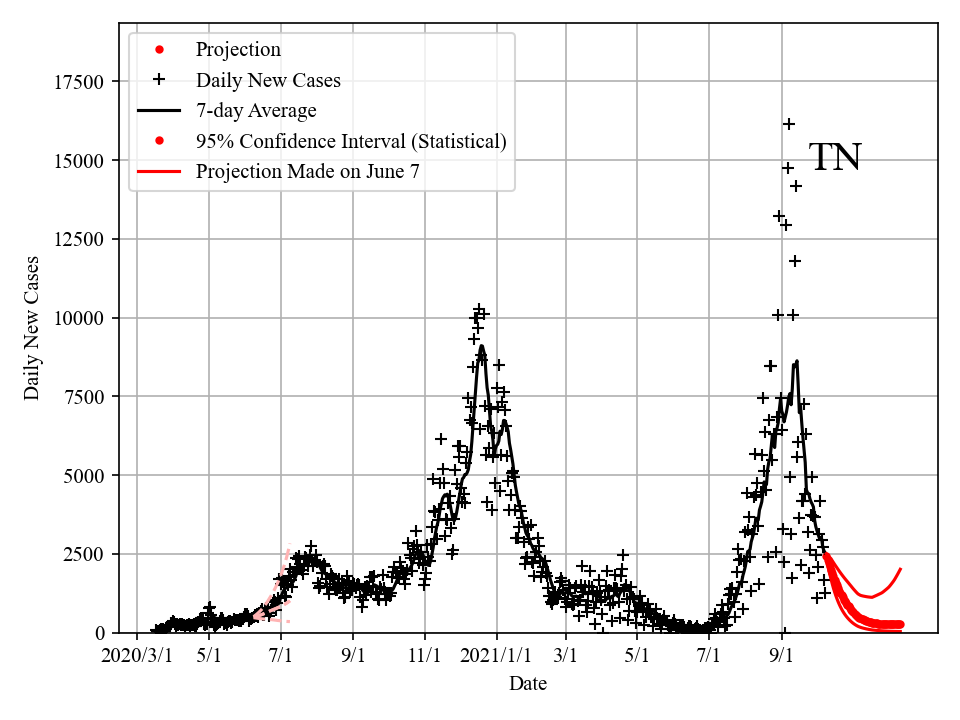 Projection
Daily New Cases
7-day Average
95% Confidence Interval (Statistical)
Projection Made on June 7
TN
17500
15000
12500
10000
7500
5000
2500
0
Daily New Cases
2020/3/1 5/1 7/1 9/1 11/1 2021/1/1 3/1 5/1 7/1 9/1
Date